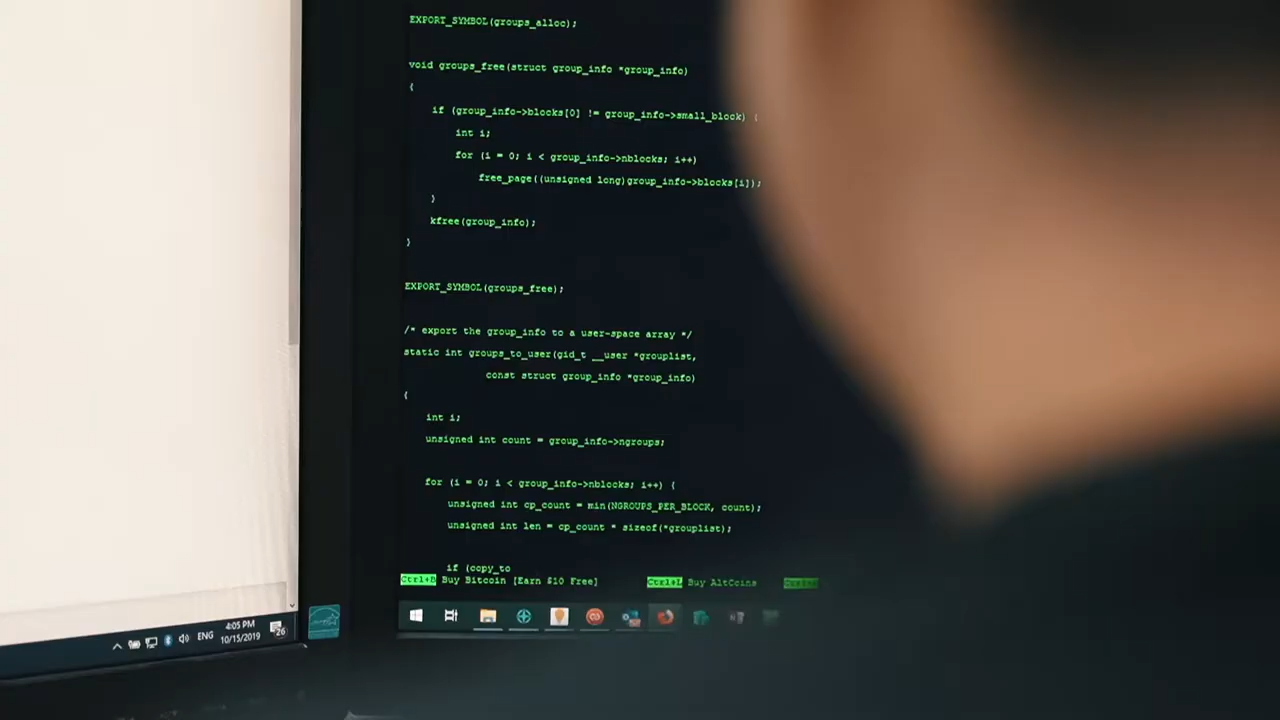 EXPORT_SYMBOL(groups_alloc);
void groups_free(struct group_info *group_info)
{
if (group_info->blocks[0] != group_info->small_block) {
int i;
for (i = 0; i < group_info->nblocks; i++)
free_page((unsigned long)group_info->blocks[i]);
}
kfree(group_info);
}
EXPORT_SYMBOL(groups_free);
/* export the group_info to a user-space array */
static int groups_to_user(gid_t __user *grouplist,
const struct group_info *group_info)
{
int i;
unsigned int count = group_info->ngroups;
for (i = 0; i < group_info->nblocks; i++) {
unsigned int cp_count = min(NGROUPS_PER_BLOCK, count);
unsigned int len = cp_count * sizeof(*grouplist);
if (copy_to
Ctrl+B Buy Bitcoin [Earn $10 Free] Ctrl+L Buy AltCoins
ENG 4:05 PM
10/15/2019 26